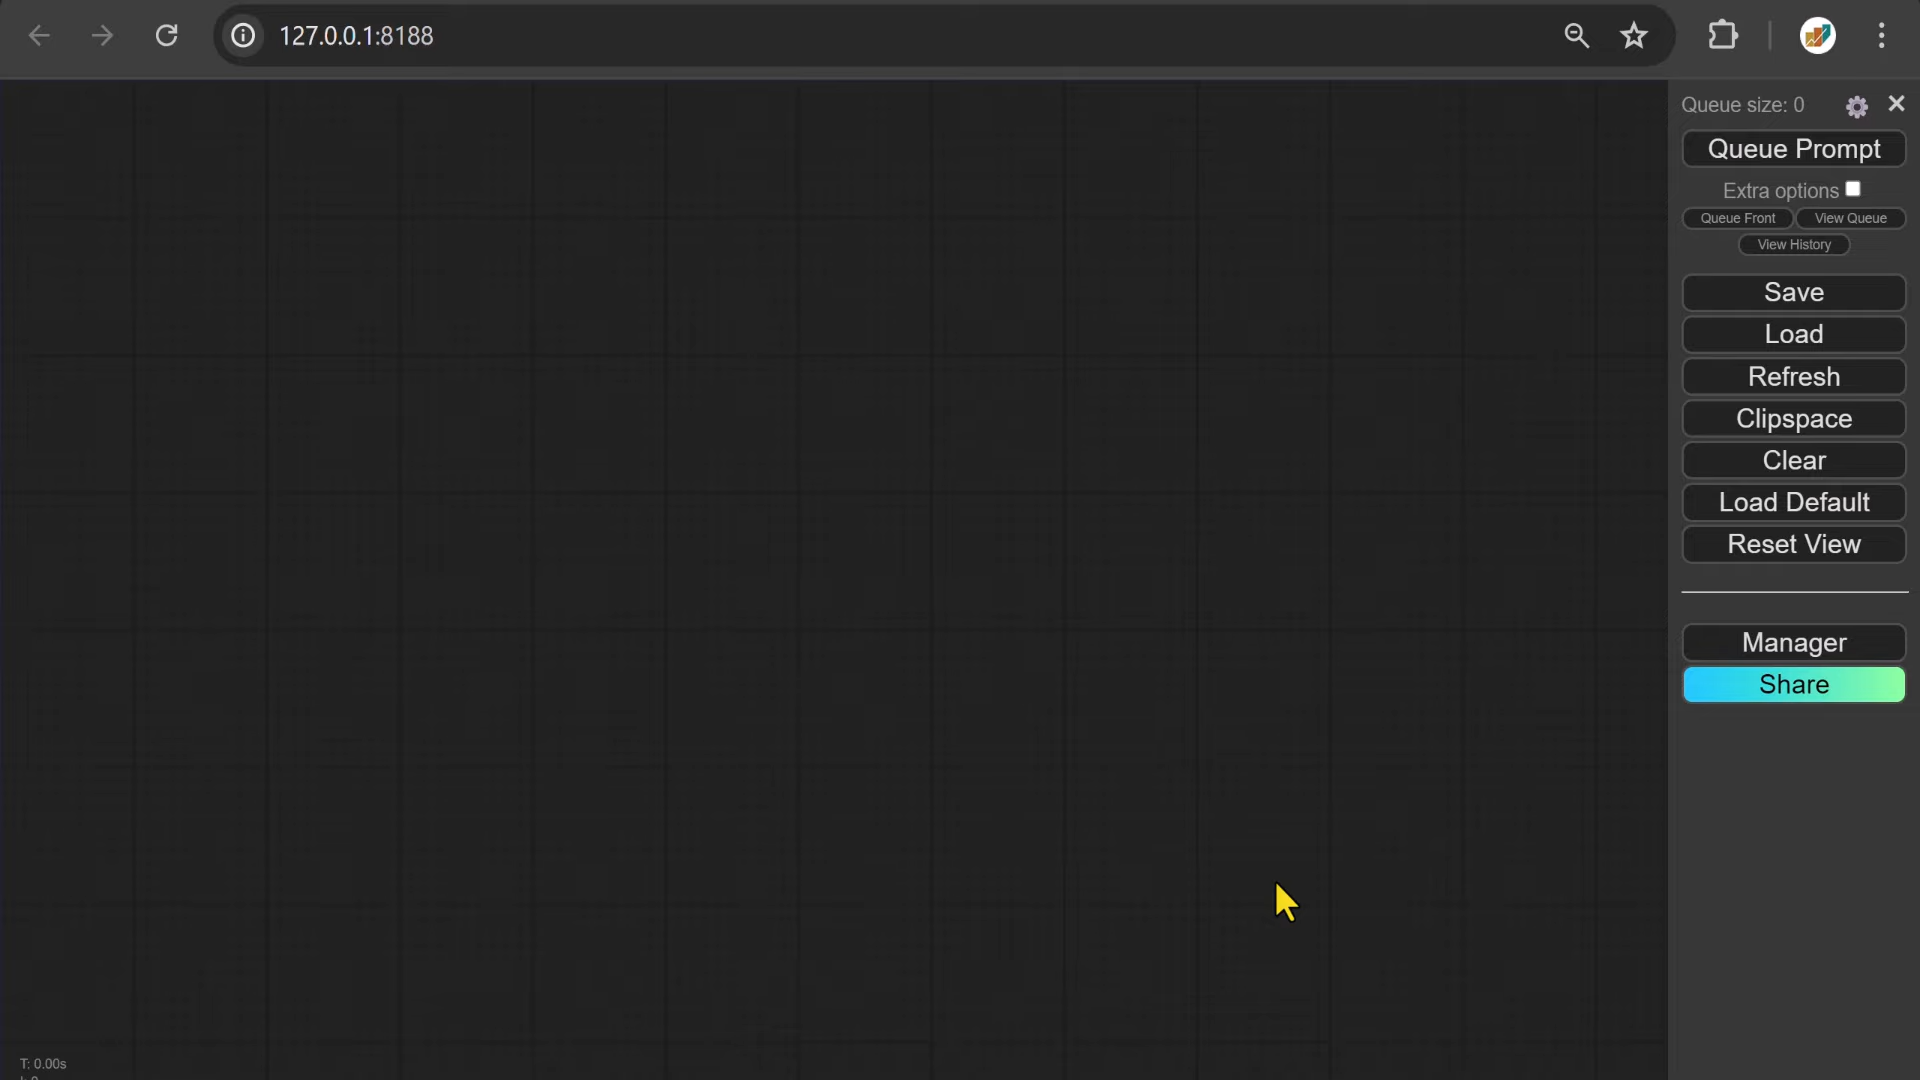 127.0.0.1:8188
Queue size: 0
Queue Prompt
Extra options
Queue Front
View Queue
View History
Save
Load
Refresh
Clipspace
Clear
Load Default
Reset View
Manager
Share
T: 0.00s